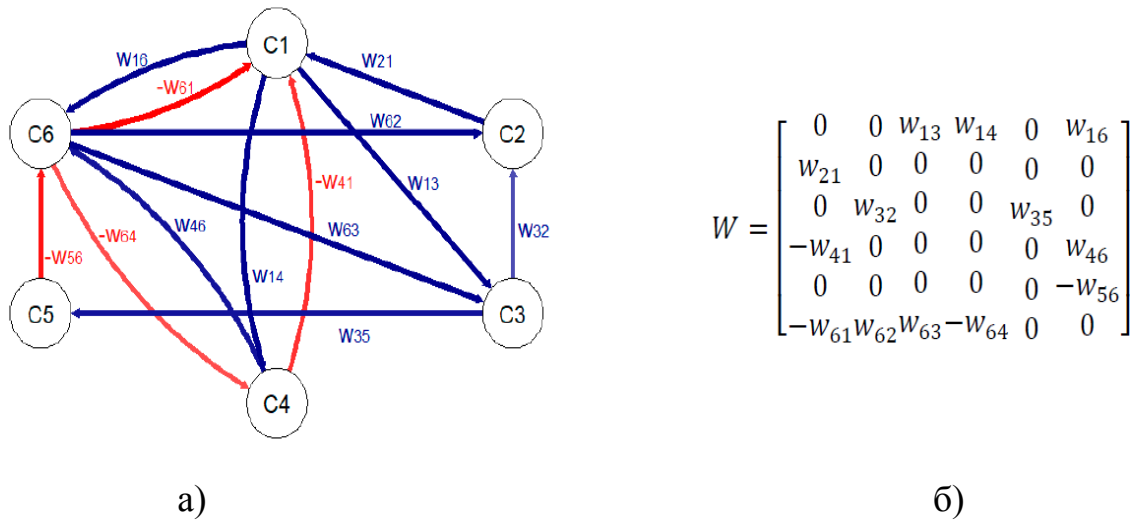 C1
W16
W21
-W61
C6
W62
C2
-W41
W13
-W64
W46
W63
W32
-W56
W14
C5
C3
W35
C4
W = [ 0 0 w₁₃ w₁₄ 0 w₁₆
w₂₁ 0 0 0 0 0
0 w₃₂ 0 0 w₃₅ 0
-w₄₁ 0 0 0 0 w₄₆
0 0 0 0 0 -w₅₆
-w₆₁ w₆₂ w₆₃ -w₆₄ 0 0 ]
а) б)